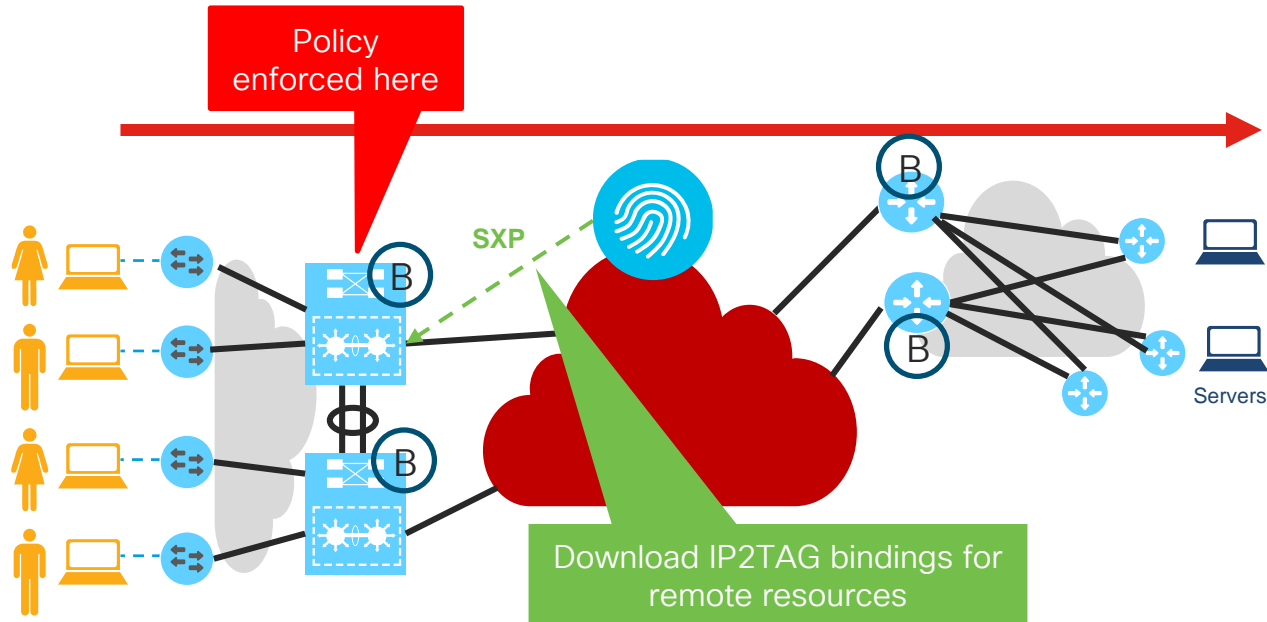 Policy
enforced here
B
SXP
B
B
B
Servers
Download IP2TAG bindings for
remote resources